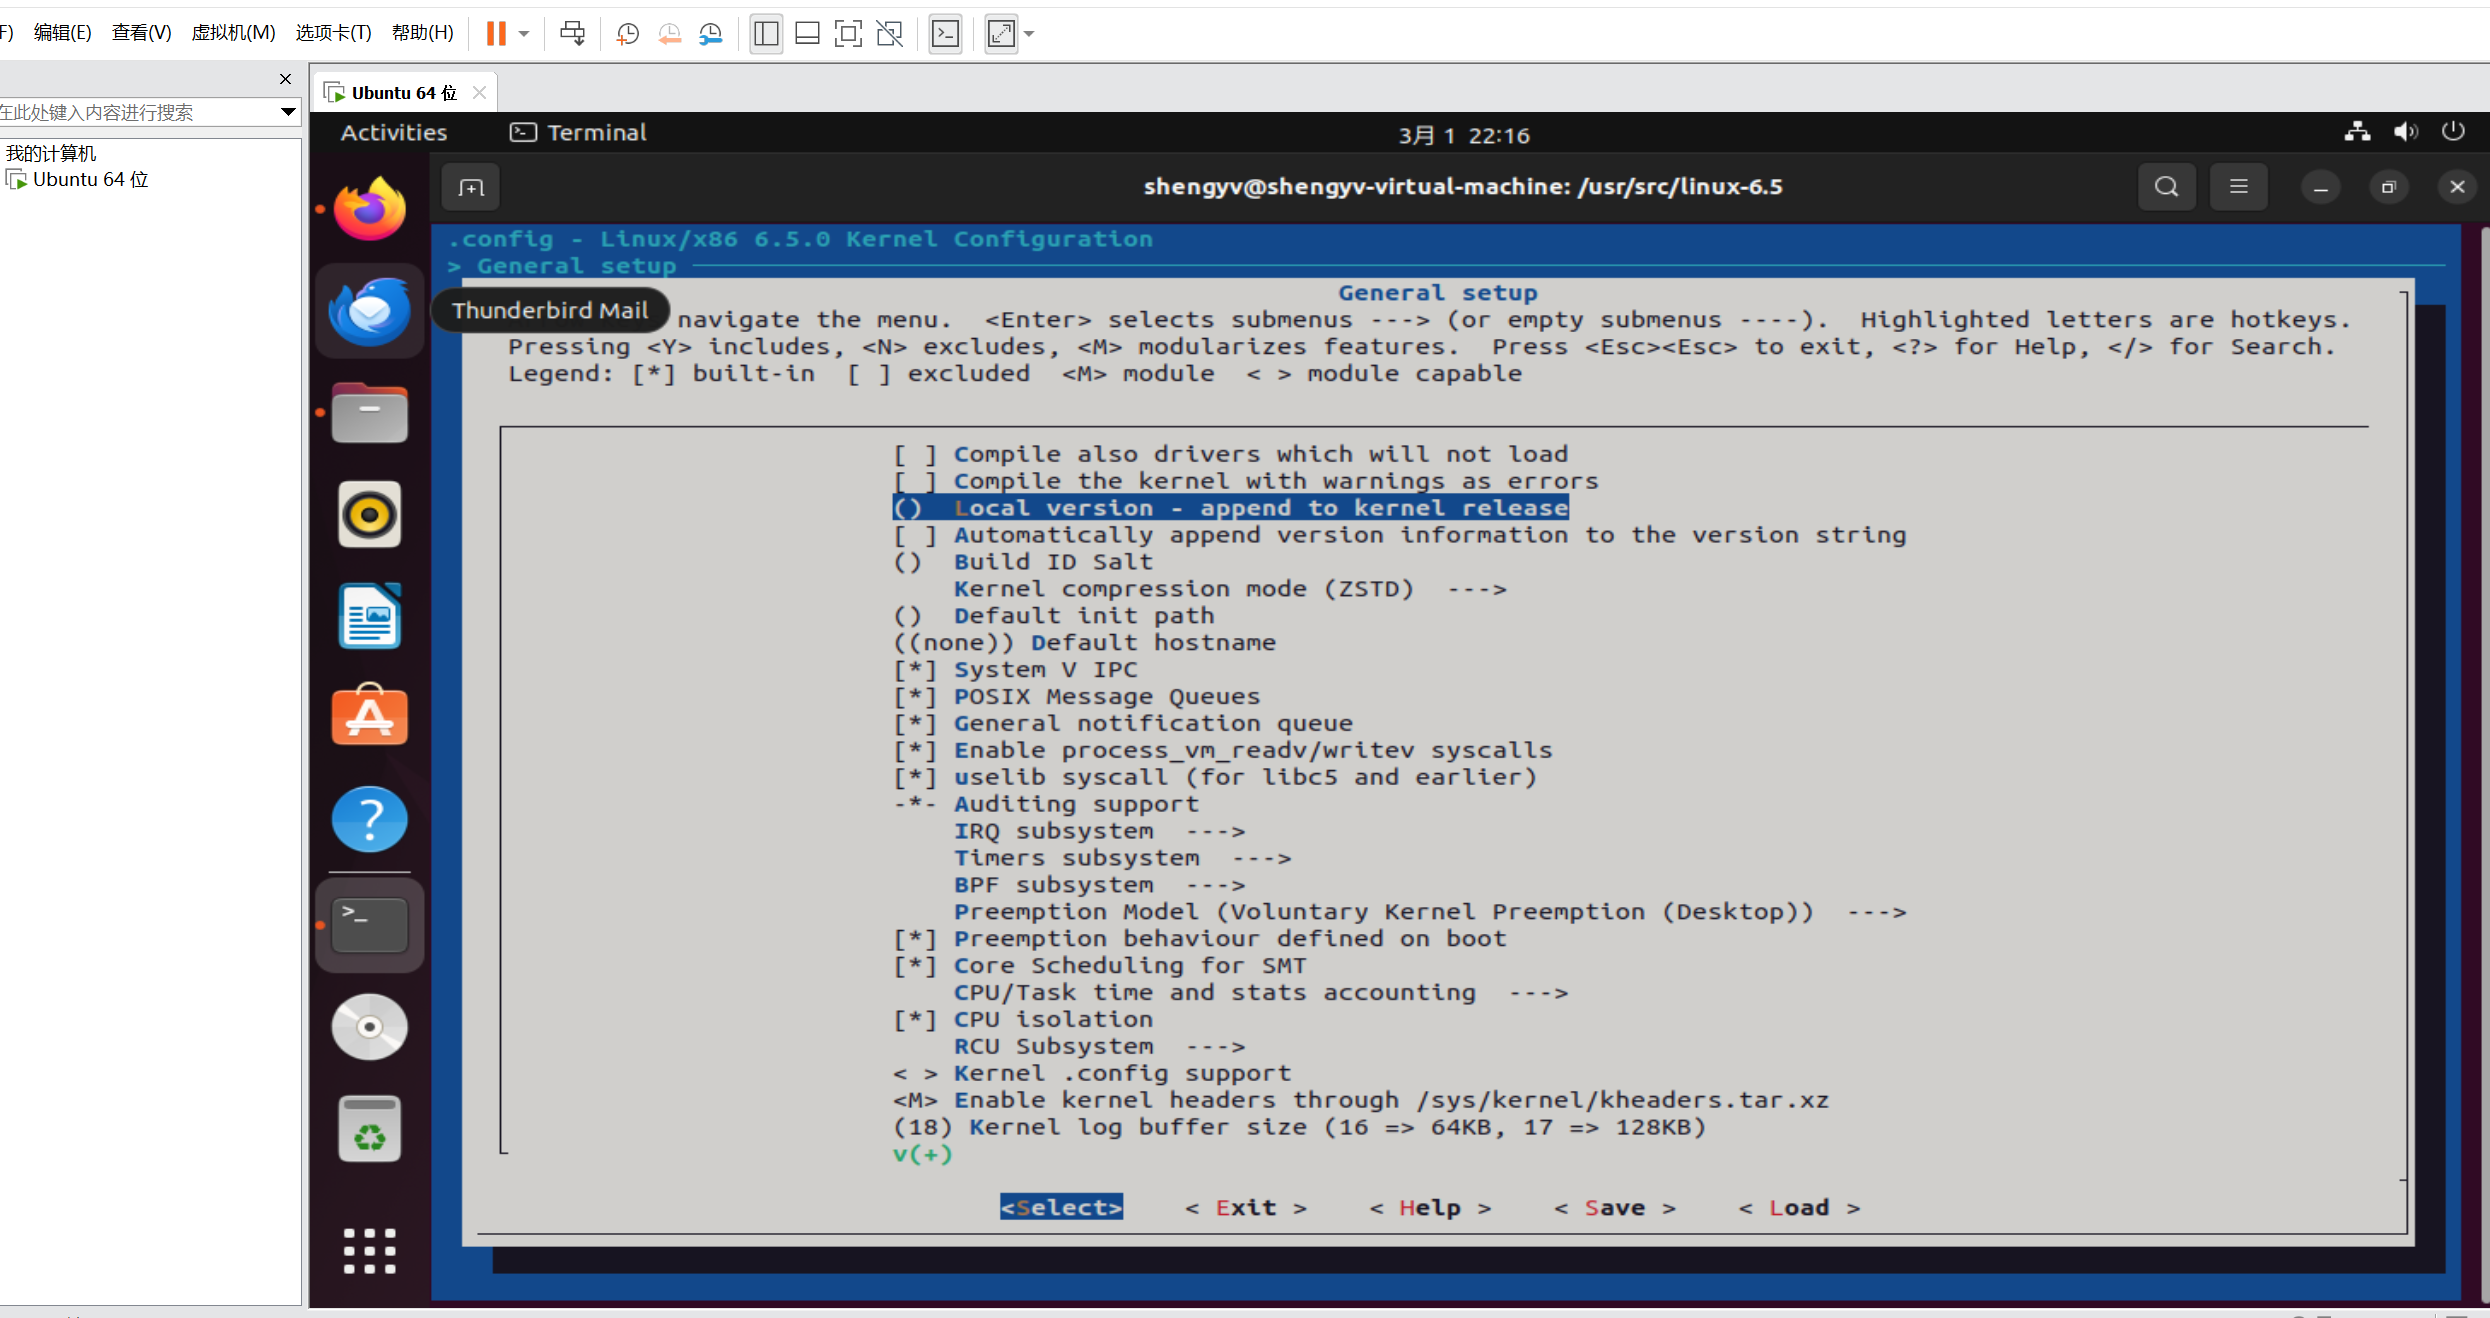 编辑(E) 查看(V) 虚拟机(M) 选项卡(T) 帮助(H)
在此处键入内容进行搜索
我的计算机
Ubuntu 64 位
Ubuntu 64 位
Activities Terminal 3月 1 22:16
shengyv@shengyv-virtual-machine: /usr/src/linux-6.5
.config - Linux/x86 6.5.0 Kernel Configuration
> General setup
General setup
Thunderbird Mail
navigate the menu. <Enter> selects submenus ---> (or empty submenus ----). Highlighted letters are hotkeys.
Pressing <Y> includes, <N> excludes, <M> modularizes features. Press <Esc><Esc> to exit, <?> for Help, </> for Search.
Legend: [*] built-in [ ] excluded <M> module < > module capable
[ ] Compile also drivers which will not load
[ ] Compile the kernel with warnings as errors
() Local version - append to kernel release
[ ] Automatically append version information to the version string
() Build ID Salt
Kernel compression mode (ZSTD) --->
() Default init path
((none)) Default hostname
[*] System V IPC
[*] POSIX Message Queues
[*] General notification queue
[*] Enable process_vm_readv/writev syscalls
[*] uselib syscall (for libc5 and earlier)
-*- Auditing support
IRQ subsystem --->
Timers subsystem --->
BPF subsystem --->
Preemption Model (Voluntary Kernel Preemption (Desktop)) --->
[*] Preemption behaviour defined on boot
[*] Core Scheduling for SMT
CPU/Task time and stats accounting --->
[*] CPU isolation
RCU Subsystem --->
< > Kernel .config support
<M> Enable kernel headers through /sys/kernel/kheaders.tar.xz
(18) Kernel log buffer size (16 => 64KB, 17 => 128KB)
v(+)
<Select> < Exit > < Help > < Save > < Load >